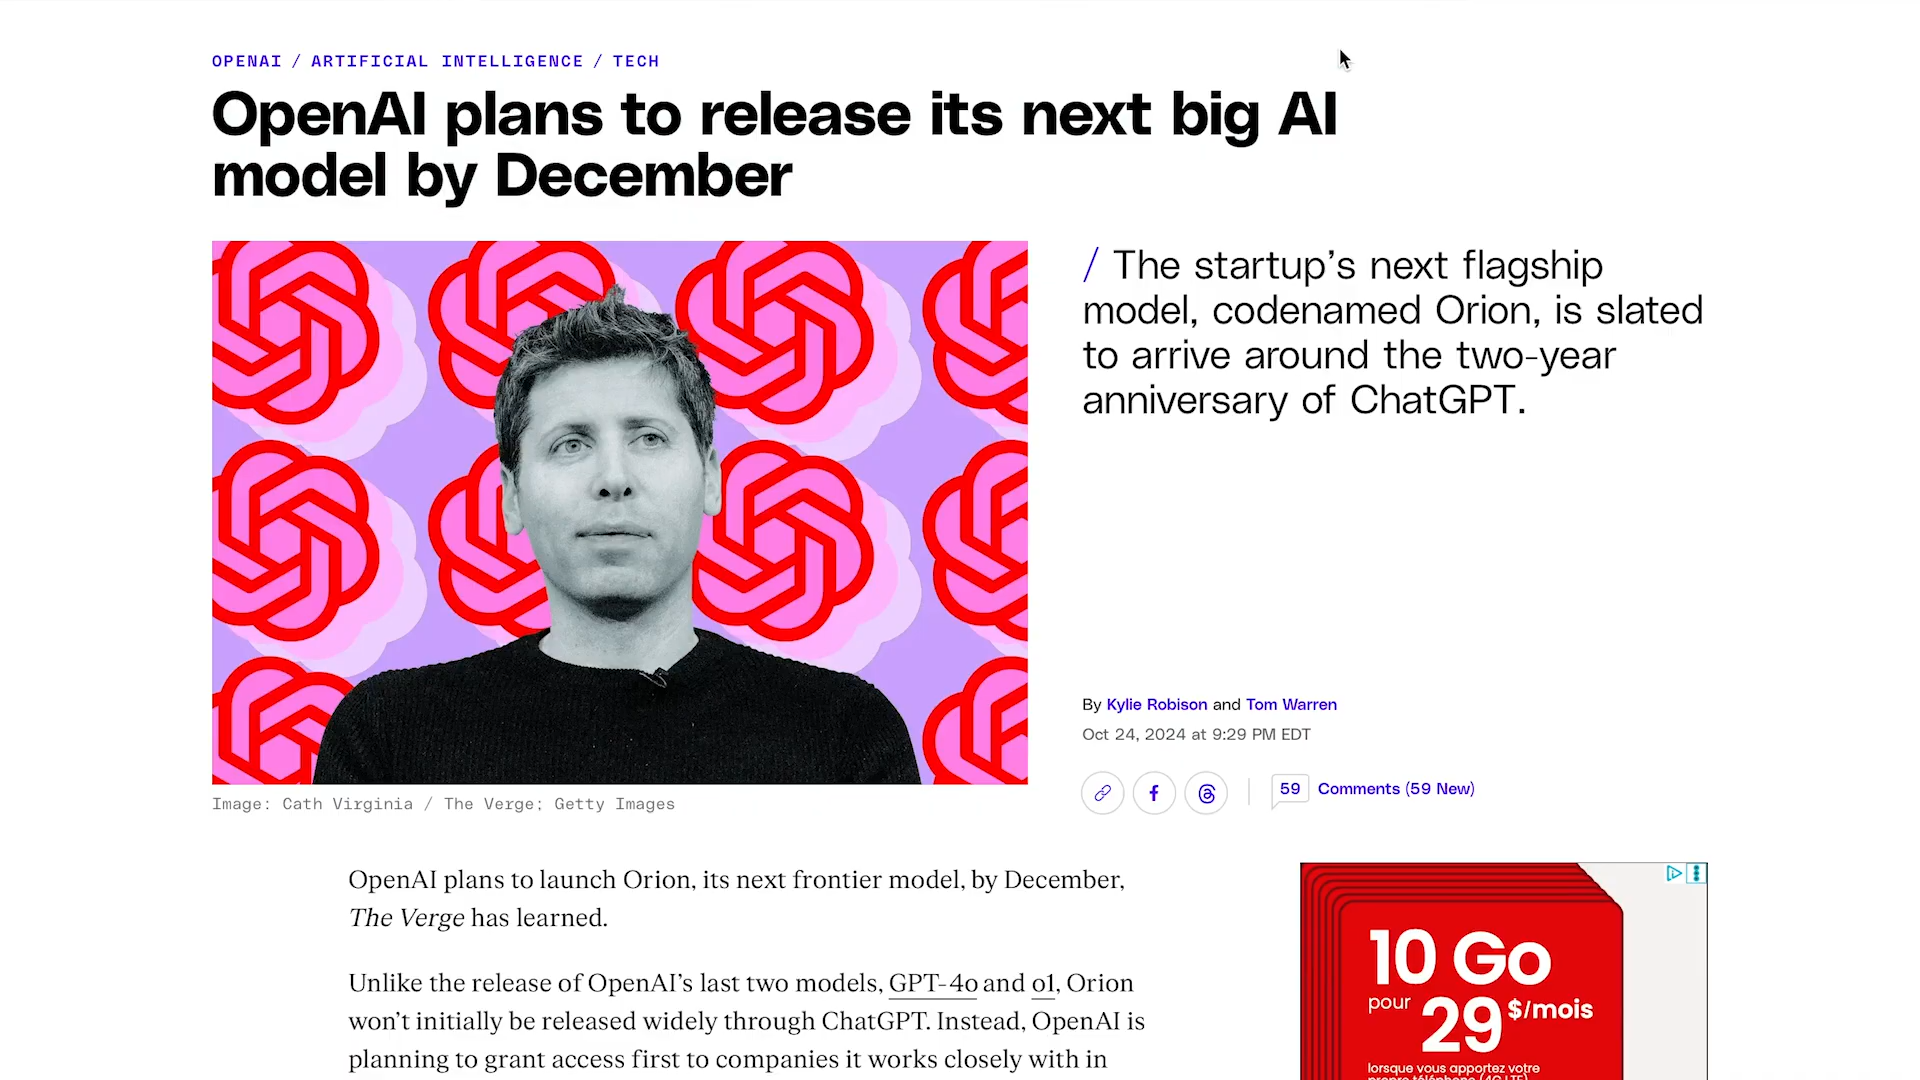 OPENAI / ARTIFICIAL INTELLIGENCE / TECH
OpenAI plans to release its next big AI
model by December
/ The startup’s next flagship
model, codenamed Orion, is slated
to arrive around the two-year
anniversary of ChatGPT.
By Kylie Robison and Tom Warren
Oct 24, 2024 at 9:29 PM EDT
59 Comments (59 New)
Image: Cath Virginia / The Verge; Getty Images
OpenAI plans to launch Orion, its next frontier model, by December,
The Verge has learned.
Unlike the release of OpenAI’s last two models, GPT-4o and o1, Orion
won’t initially be released widely through ChatGPT. Instead, OpenAI is
planning to grant access first to companies it works closely with in
10 Go
pour 29 $/mois
lorsque vous apportez votre
propre téléphone (4G LTE)